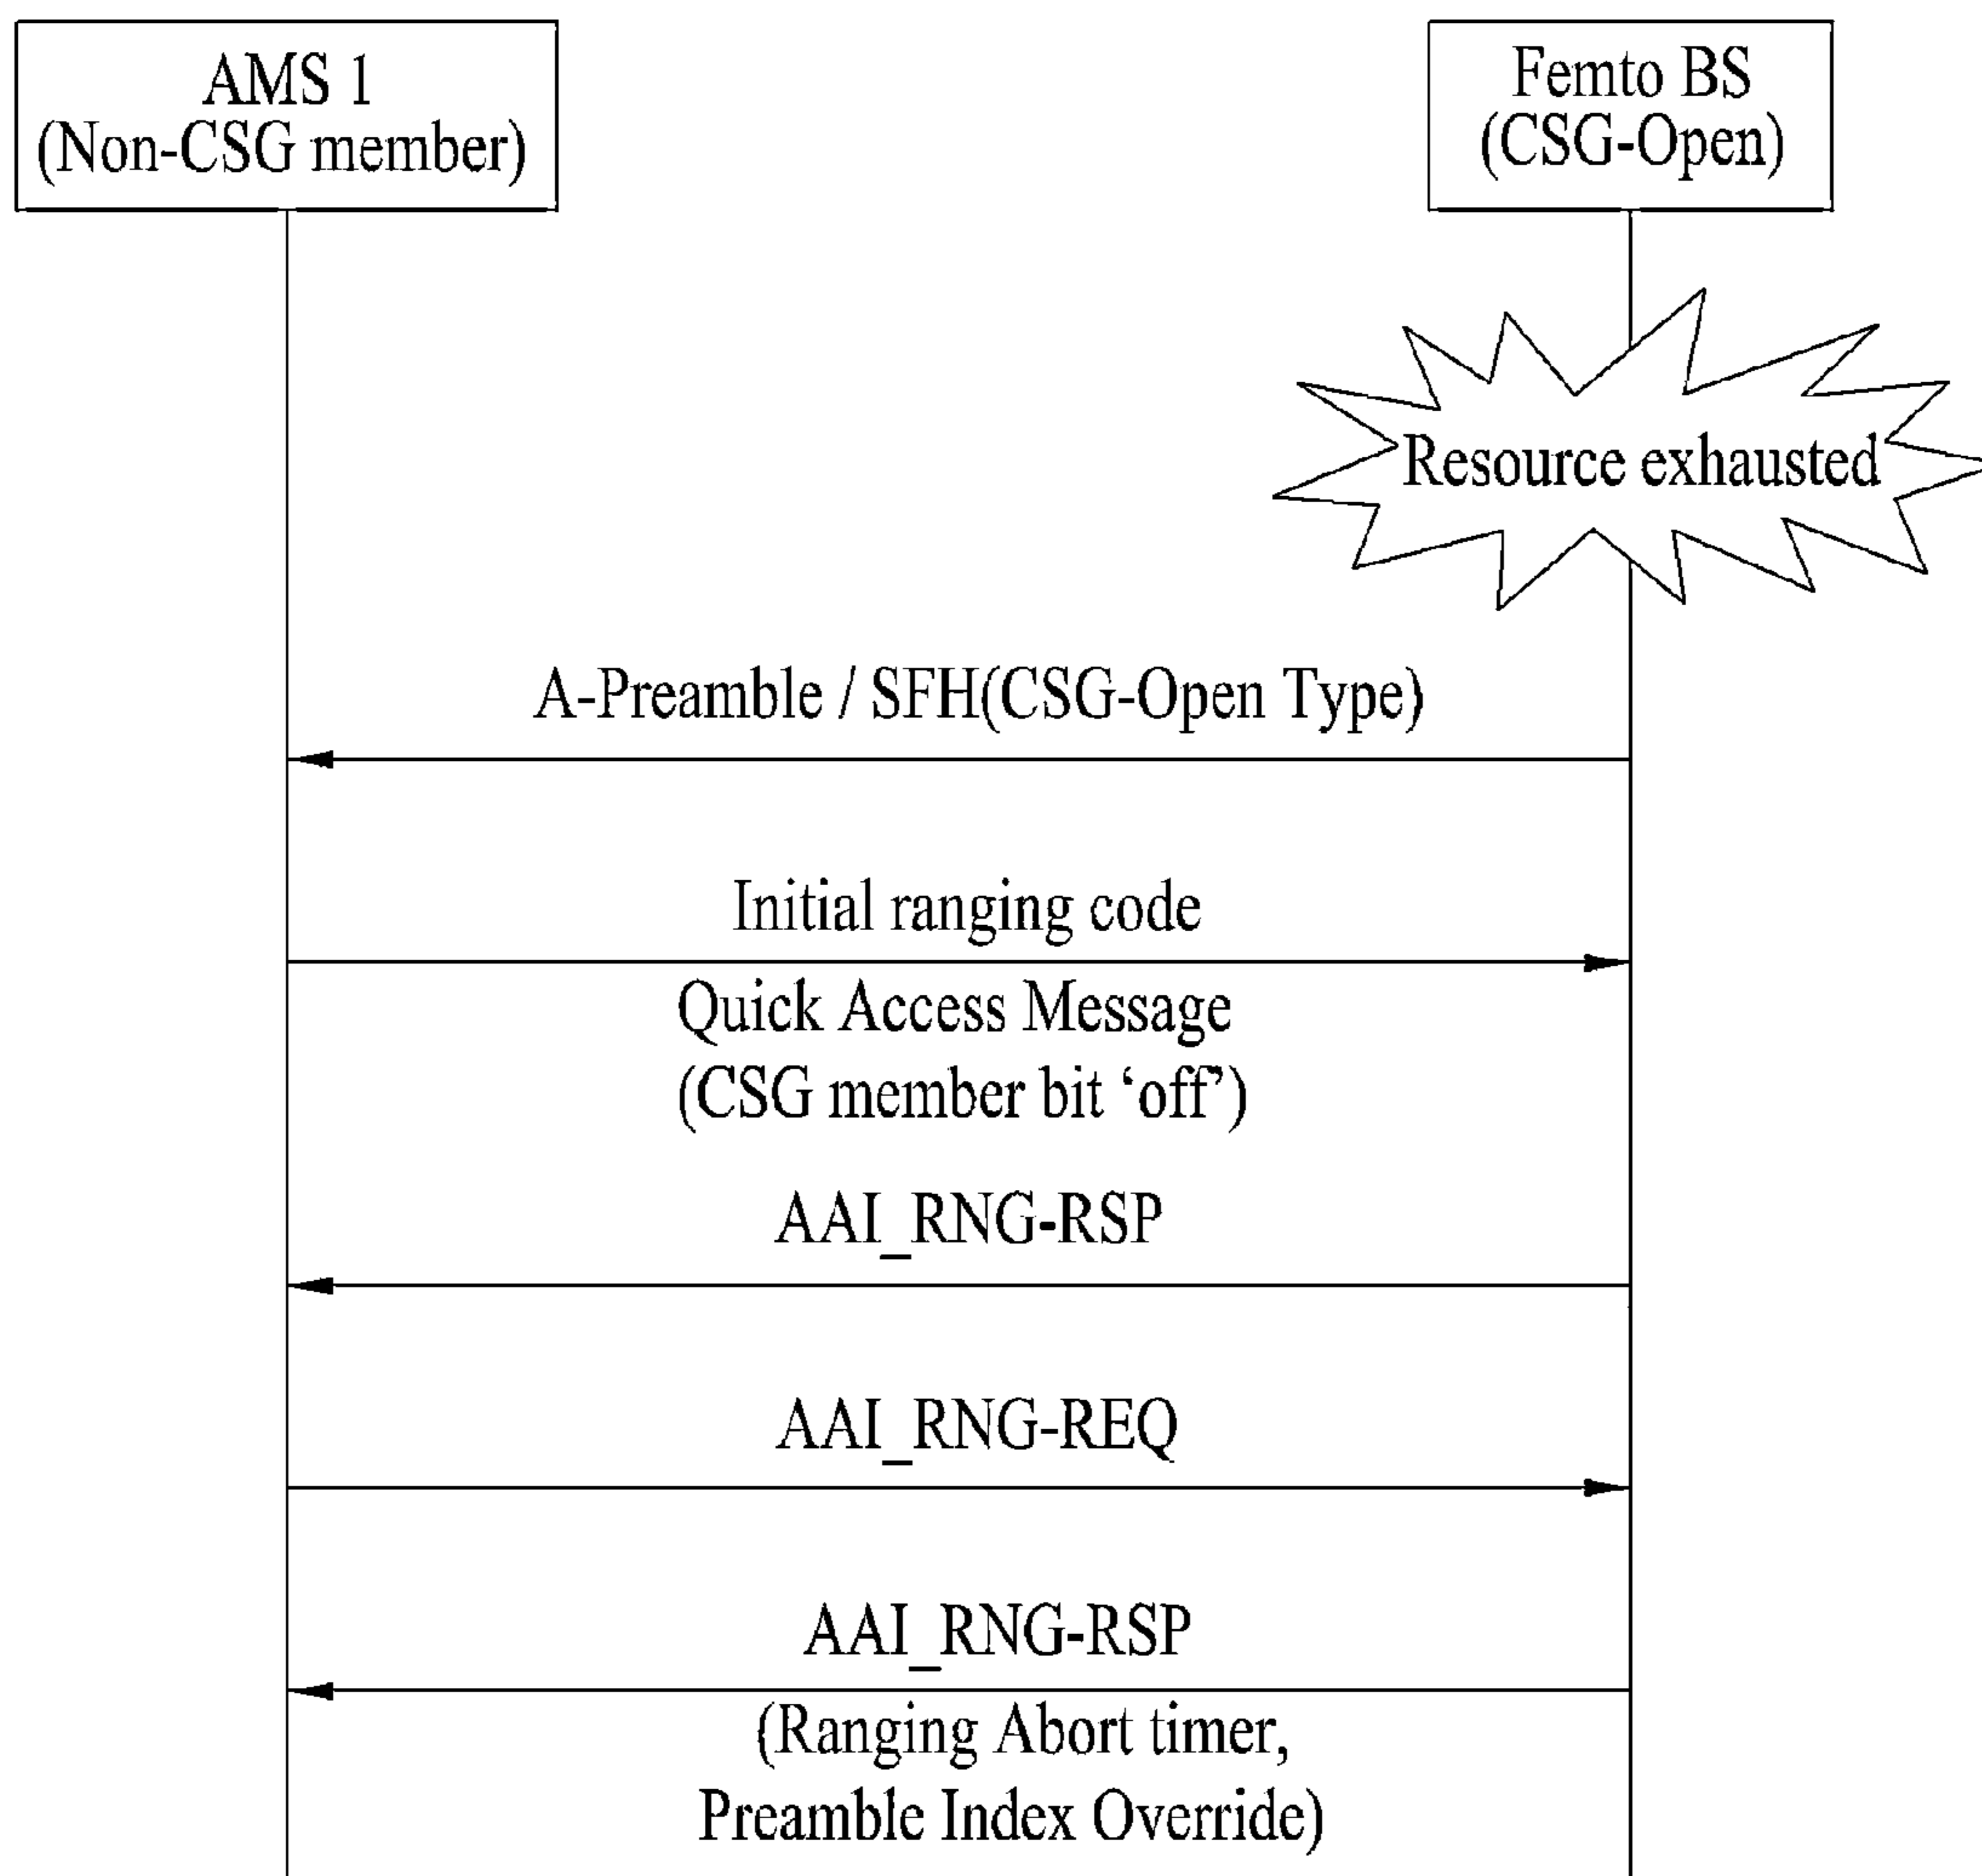 AMS 1
(Non-CSG member)
Femto BS
(CSG-Open)
Resource exhausted
A-Preamble / SFH(CSG-Open Type)
Initial ranging code
Quick Access Message
(CSG member bit ‘off’)
AAI_RNG-RSP
AAI_RNG-REQ
AAI_RNG-RSP
(Ranging Abort timer,
Preamble Index Override)